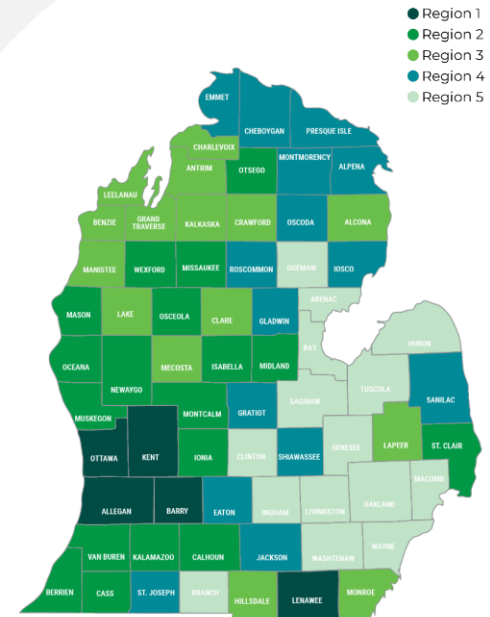 Region 1
Region 2
Region 3
Region 4
Region 5
EMMET
CHEBOYGAN
PRESQUE ISLE
CHARLEVOIX
ANTRIM
OTSEGO
MONTMORENCY
ALPENA
LEELANAU
BENZIE
GRAND
TRAVERSE
KALKASKA
CRAWFORD
OSCODA
ALCONA
MANISTEE
WEXFORD
MISSAUKEE
ROSCOMMON
OGEMAW
IOSCO
ARENAC
MASON
LAKE
OSCEOLA
CLARE
GLADWIN
HURON
BAY
OCEANA
NEWAYGO
MECOSTA
ISABELLA
MIDLAND
TUSCOLA
SANILAC
SAGINAW
MUSKEGON
MONTCALM
GRATIOT
OTTAWA
KENT
IONIA
CLINTON
SHIAWASSEE
GENESEE
LAPEER
ST. CLAIR
MACOMB
ALLEGAN
BARRY
EATON
INGHAM
LIVINGSTON
OAKLAND
VAN BUREN
KALAMAZOO
CALHOUN
JACKSON
WASHTENAW
WAYNE
BERRIEN
CASS
ST. JOSEPH
BRANCH
HILLSDALE
LENAWEE
MONROE